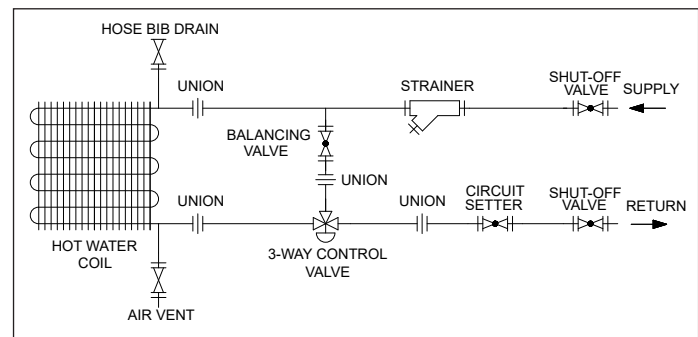 HOSE BIB DRAIN
UNION
STRAINER
SHUT-OFF
VALVE
SUPPLY
BALANCING
VALVE
UNION
UNION
UNION
CIRCUIT
SETTER
SHUT-OFF
VALVE
RETURN
HOT WATER
COIL
3-WAY CONTROL
VALVE
AIR VENT